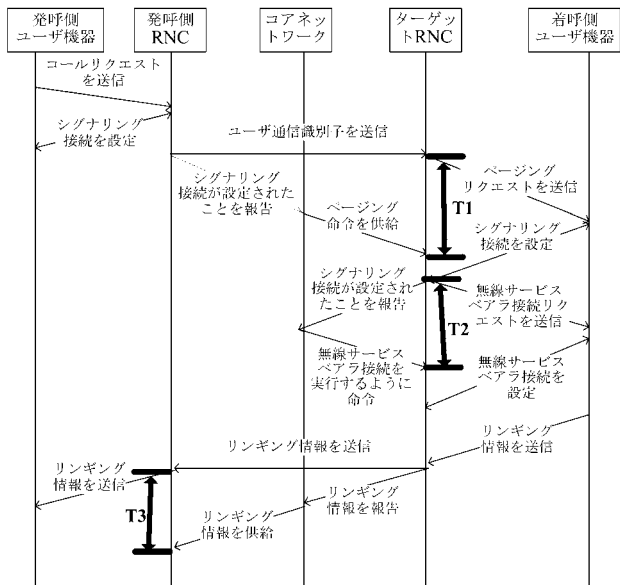 発呼側
ユーザ機器
発呼側
RNC
コアネッ
トワーク
ターゲッ
トRNC
着呼側
ユーザ機器
コールリクエスト
を送信
シグナリング
接続を設定
ユーザ通信識別子を送信
シグナリング
接続が設定された
ことを報告
ページング
命令を供給
ページング
リクエストを送信
T1
シグナリング
接続を設定
シグナリング
接続が設定され
たことを報告
無線サービス
ベアラ接続リク
エストを送信
T2
無線サービス
ベアラ接続を
実行するように
命令
無線サービス
ベアラ接続を
設定
リンギング
情報を送信
リンギング情報を送信
リンギング
情報を送信
リンギング
情報を報告
T3
リンギング
情報を供給